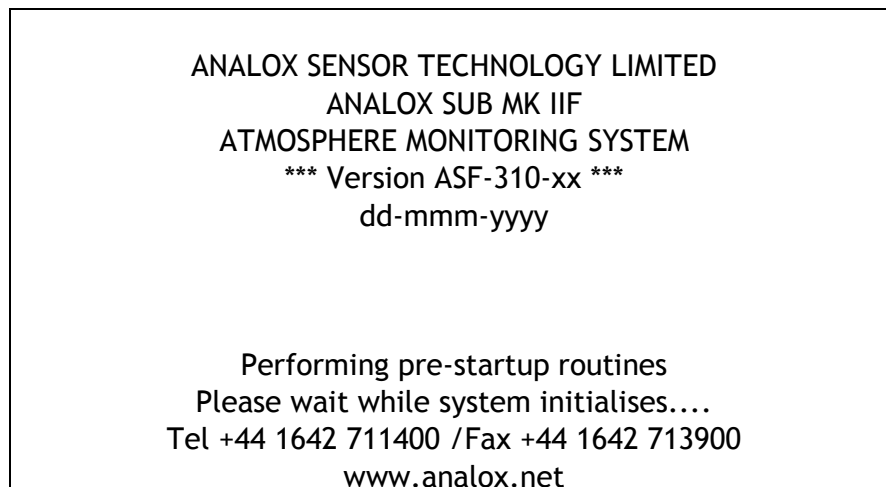 ANALOX SENSOR TECHNOLOGY LIMITED
ANALOX SUB MK IIF
ATMOSPHERE MONITORING SYSTEM
*** Version ASF-310-xx ***
dd-mmm-yyyy
Performing pre-startup routines
Please wait while system initialises....
Tel +44 1642 711400 /Fax +44 1642 713900
www.analox.net